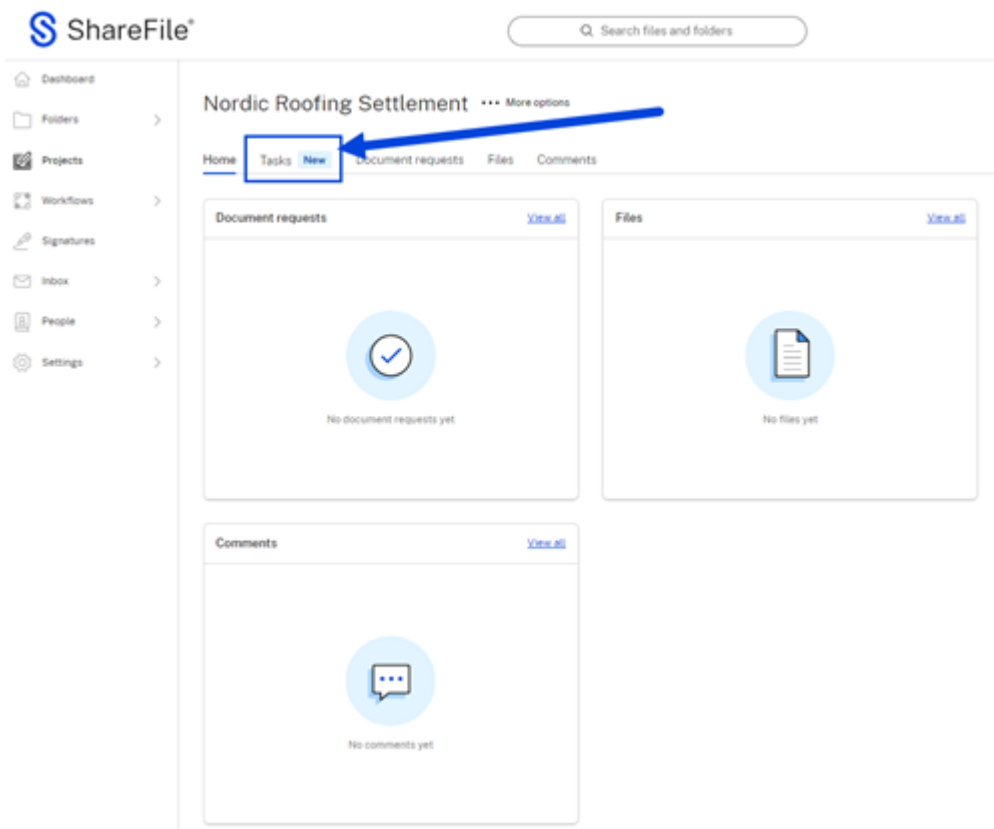 ShareFile®
Search files and folders
Dashboard
Folders
Projects
Workflows
Signatures
Inbox
People
Settings
Nordic Roofing Settlement ••• More options
Home Tasks New Document requests Files Comments
Document requests View all
No document requests yet
Files View all
No files yet
Comments View all
No comments yet